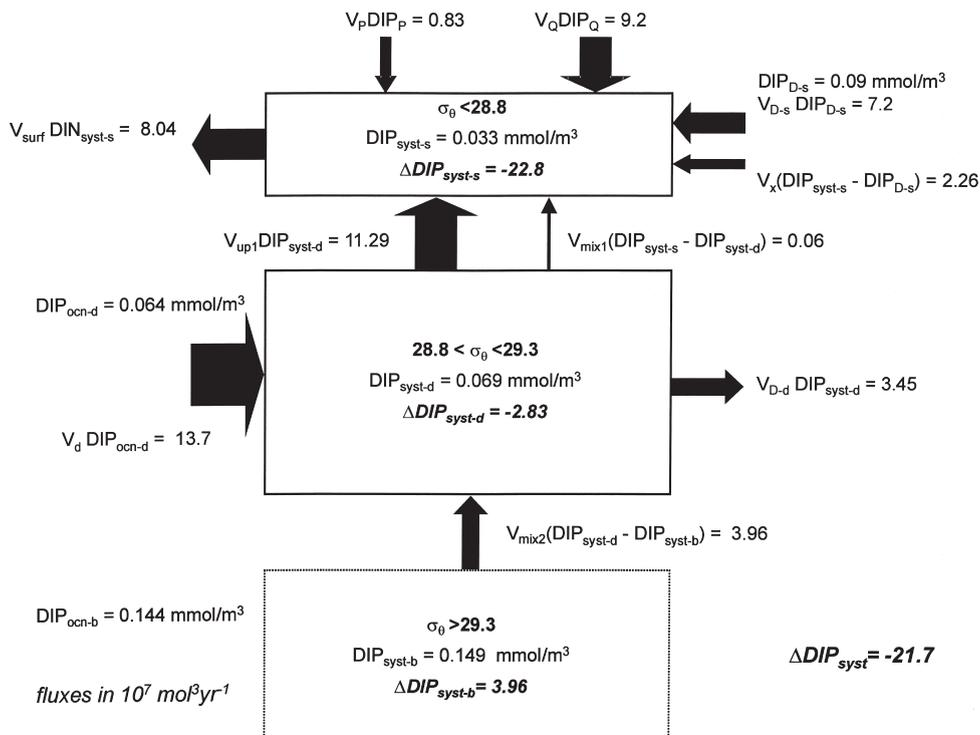 VPDIPP = 0.83
VQDIPQ = 9.2
DIPD-s = 0.09 mmol/m³
VD-s DIPD-s = 7.2
σθ <28.8
DIPsyst-s = 0.033 mmol/m³
ΔDIPsyst-s = -22.8
Vsurf DINsyst-s = 8.04
Vx(DIPsyst-s - DIPD-s) = 2.26
Vup1DIPsyst-d = 11.29
Vmix1(DIPsyst-s - DIPsyst-d) = 0.06
DIPocn-d = 0.064 mmol/m³
28.8 < σθ <29.3
DIPsyst-d = 0.069 mmol/m³
ΔDIPsyst-d = -2.83
VD-d DIPsyst-d = 3.45
Vd DIPocn-d = 13.7
Vmix2(DIPsyst-d - DIPsyst-b) = 3.96
DIPocn-b = 0.144 mmol/m³
σθ >29.3
DIPsyst-b = 0.149 mmol/m³
ΔDIPsyst-b= 3.96
ΔDIPsyst= -21.7
fluxes in 10⁷ mol³yr⁻¹